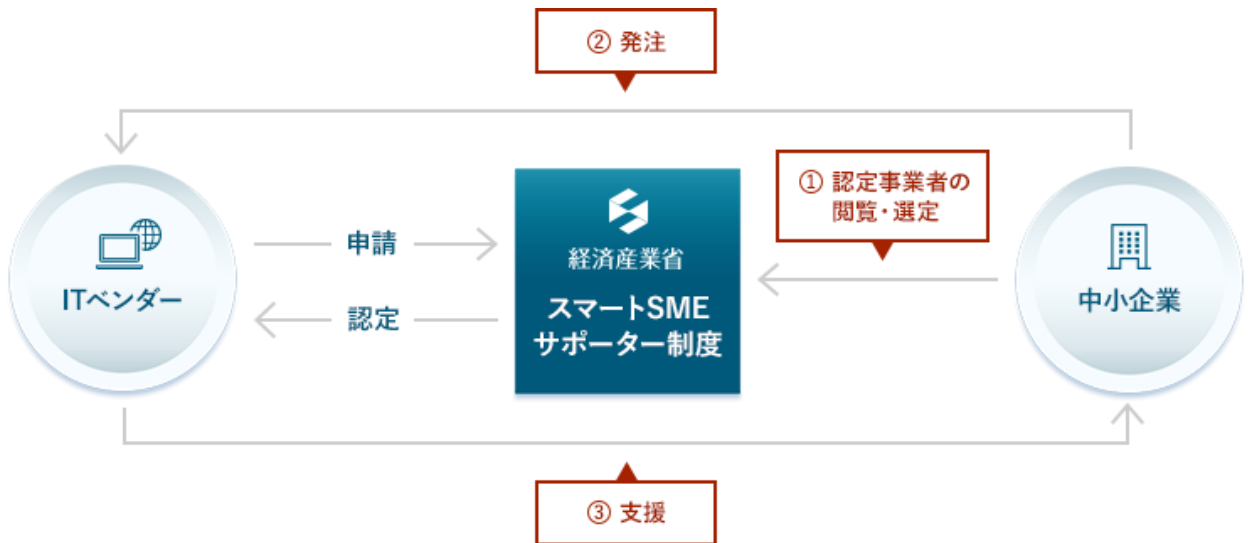 ② 発注
① 認定事業者の
閲覧・選定
申請
経済産業省
ITベンダー
中小企業
スマートSME
認定
サポーター制度
③ 支援